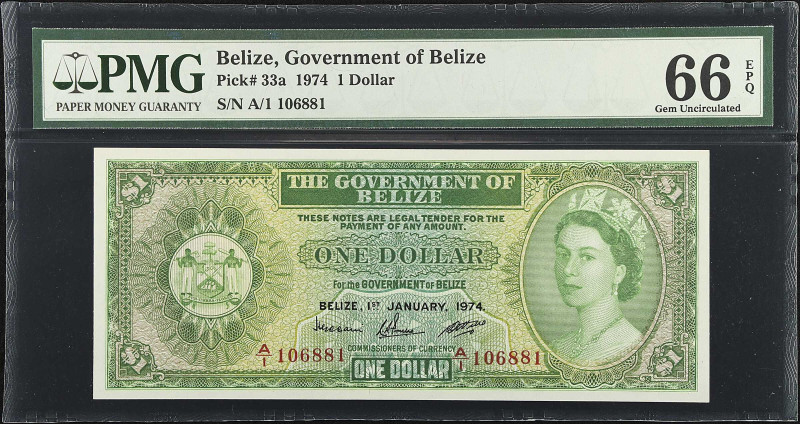 PMG
PAPER MONEY GUARANTY
Belize, Government of Belize
Pick# 33a 1974 1 Dollar
S/N A/1 106881
66 EPQ
Gem Uncirculated
$1 $1
THE GOVERNMENT OF
BELIZE
THESE NOTES ARE LEGAL TENDER FOR THE
PAYMENT OF ANY AMOUNT.
ONE DOLLAR
For the GOVERNMENT OF BELIZE
BELIZE, 1ST JANUARY, 1974.
COMMISSIONERS OF CURRENCY
A/1 106881 A/1 106881
$1 ONE DOLLAR $1